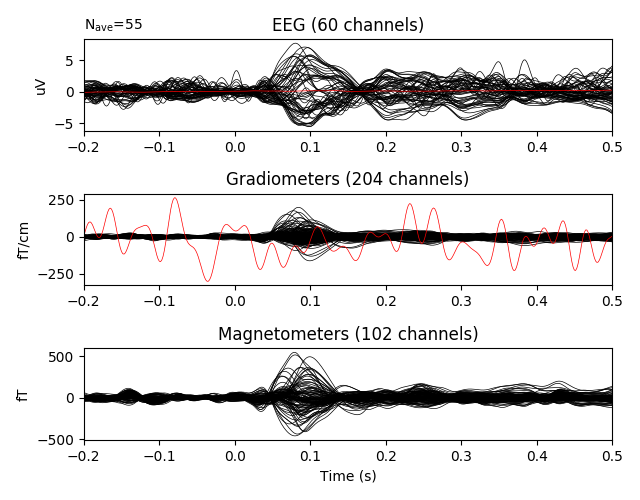 N_ave=55
EEG (60 channels)
uV
5
0
−5
−0.2 −0.1 0.0 0.1 0.2 0.3 0.4 0.5
Gradiometers (204 channels)
fT/cm
250
0
−250
−0.2 −0.1 0.0 0.1 0.2 0.3 0.4 0.5
Magnetometers (102 channels)
fT
500
0
−500
−0.2 −0.1 0.0 0.1 0.2 0.3 0.4 0.5
Time (s)